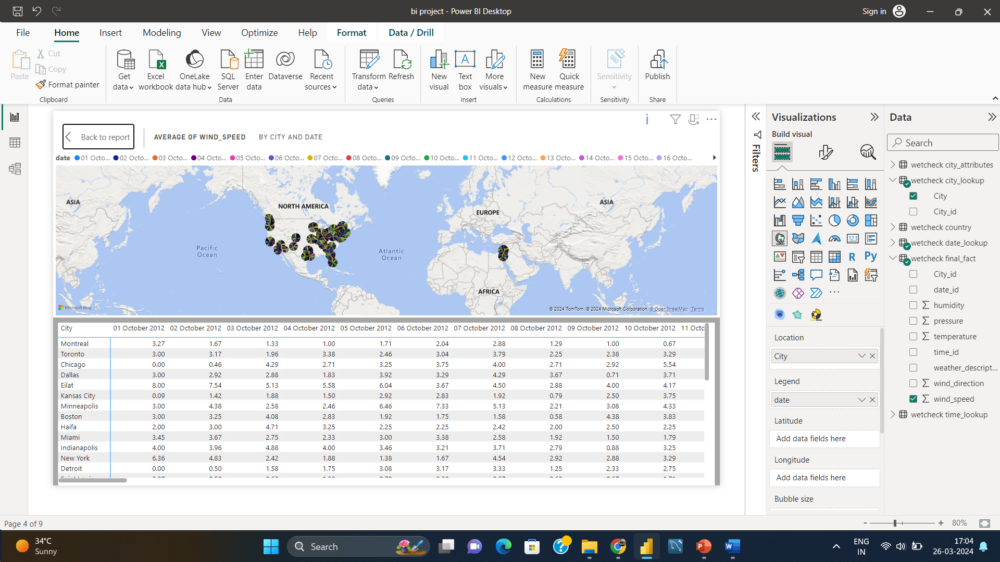 bi project - Power BI Desktop
Sign in
File Home Insert Modeling View Optimize Help Format Data / Drill
Paste
Cut
Copy
Format painter
Clipboard
Get data
Excel workbook
OneLake data hub
SQL Server
Enter data
Dataverse
Recent sources
Data
Transform data
Refresh
Queries
New visual
Text box
More visuals
Insert
New measure
Quick measure
Calculations
Sensitivity
Sensitivity
Publish
Share
Back to report
AVERAGE OF WIND_SPEED BY CITY AND DATE
date 01 Octo... 02 Octo... 03 Octo... 04 Octo... 05 Octo... 06 Octo... 07 Octo... 08 Octo... 09 Octo... 10 Octo... 11 Octo... 12 Octo... 13 Octo... 14 Octo... 15 Octo... 16 Octo...
ASIA
NORTH AMERICA
EUROPE
ASIA
Pacific Ocean
Atlantic Ocean
AFRICA
Microsoft Bing
© 2024 TomTom, © 2024 Microsoft Corporation, © OpenStreetMap Terms
City 01 October 2012 02 October 2012 03 October 2012 04 October 2012 05 October 2012 06 October 2012 07 October 2012 08 October 2012 09 October 2012 10 October 2012 11 Octo
Montreal 3.27 1.67 1.33 1.00 1.71 2.04 2.88 1.29 1.00 0.67
Toronto 3.00 3.17 1.96 3.38 2.46 3.04 3.79 2.25 2.38 3.29
Chicago 0.00 0.46 4.29 2.71 3.25 3.75 4.00 2.71 2.92 5.54
Dallas 3.00 2.92 2.88 1.83 3.92 3.29 4.29 3.67 0.71 3.71
Eilat 8.00 7.54 5.13 5.58 6.04 3.67 4.50 2.88 4.00 4.17
Kansas City 0.09 1.42 1.88 1.50 2.92 2.83 1.92 0.79 2.50 3.75
Minneapolis 3.00 4.38 2.58 2.46 6.46 7.33 5.13 2.21 3.08 4.33
Boston 3.00 3.25 4.08 2.83 1.92 1.75 1.58 0.58 4.38 3.83
Haifa 2.00 3.00 4.71 3.25 2.25 2.25 2.42 2.00 2.50 2.25
Miami 3.45 3.67 2.75 2.33 3.00 3.38 2.58 1.92 1.50 1.79
Indianapolis 4.00 3.96 4.88 4.00 3.46 3.21 3.71 2.79 0.88 3.25
New York 6.36 4.83 2.42 1.88 1.38 1.67 4.54 2.92 2.88 3.29
Detroit 0.00 0.50 1.58 1.75 3.08 3.17 3.33 1.25 2.33 2.75
Filters
Visualizations
Build visual
R Py
123
...
Location
City
Legend
date
Latitude
Add data fields here
Longitude
Add data fields here
Bubble size
Data
Search
wetcheck city_attributes
wetcheck city_lookup
City
City_id
wetcheck country
wetcheck date_lookup
wetcheck final_fact
City_id
date_id
humidity
pressure
temperature
time_id
weather_descript...
wind_direction
wind_speed
wetcheck time_lookup
Page 4 of 9
- + 80%
34°C
Sunny
Search
ENG
IN
17:04
26-03-2024